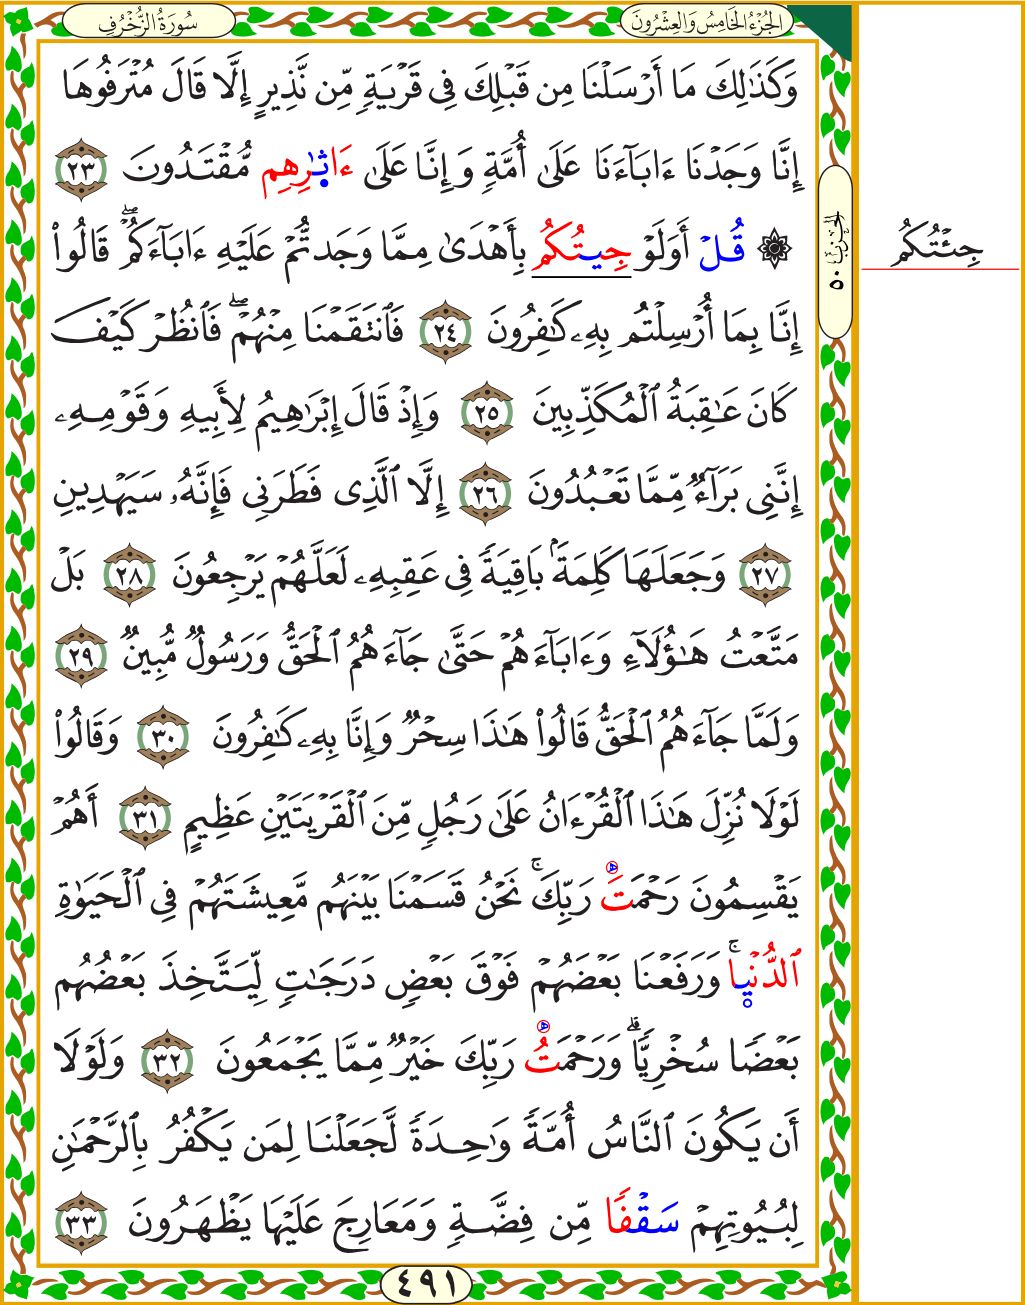 سُورَةُ الزُّخْرُفِ
الجُزْءُ الخَامِسُ وَالعِشْرُونَ
وَكَذَٰلِكَ مَا أَرْسَلْنَا مِن قَبْلِكَ فِى قَرْيَةٍ مِّن نَّذِيرٍ إِلَّا قَالَ مُتْرَفُوهَا
إِنَّا وَجَدْنَا ءَابَآءَنَا عَلَىٰ أُمَّةٍ وَإِنَّا عَلَىٰ ءَاثَٰرِهِم مُّقْتَدُونَ ٢٣
۞ قُلْ أَوَلَوْ جِيتُكُم بِأَهْدَىٰ مِمَّا وَجَدتُّمْ عَلَيْهِ ءَابَآءَكُمْۖ قَالُوا۟
إِنَّا بِمَا أُرْسِلْتُم بِهِۦ كَٰفِرُونَ ٢٤ فَٱنتَقَمْنَا مِنْهُمْۖ فَٱنظُرْ كَيْفَ
كَانَ عَٰقِبَةُ ٱلْمُكَذِّبِينَ ٢٥ وَإِذْ قَالَ إِبْرَٰهِيمُ لِأَبِيهِ وَقَوْمِهِۦ
إِنَّنِى بَرَآءٌ مِّمَّا تَعْبُدُونَ ٢٦ إِلَّا ٱلَّذِى فَطَرَنِى فَإِنَّهُۥ سَيَهْدِينِ
٢٧ وَجَعَلَهَا كَلِمَةًۢ بَاقِيَةً فِى عَقِبِهِۦ لَعَلَّهُمْ يَرْجِعُونَ ٢٨ بَلْ
مَتَّعْتُ هَٰٓؤُلَآءِ وَءَابَآءَهُمْ حَتَّىٰ جَآءَهُمُ ٱلْحَقُّ وَرَسُولٌ مُّبِينٌ ٢٩
وَلَمَّا جَآءَهُمُ ٱلْحَقُّ قَالُوا۟ هَٰذَا سِحْرٌ وَإِنَّا بِهِۦ كَٰفِرُونَ ٣٠ وَقَالُوا۟
لَوْلَا نُزِّلَ هَٰذَا ٱلْقُرْءَانُ عَلَىٰ رَجُلٍ مِّنَ ٱلْقَرْيَتَيْنِ عَظِيمٍ ٣١ أَهُمْ
يَقْسِمُونَ رَحْمَتَ رَبِّكَۚ نَحْنُ قَسَمْنَا بَيْنَهُم مَّعِيشَتَهُمْ فِى ٱلْحَيَوٰةِ
ٱلدُّنْيَاۚ وَرَفَعْنَا بَعْضَهُمْ فَوْقَ بَعْضٍ دَرَجَٰتٍ لِّيَتَّخِذَ بَعْضُهُم
بَعْضًا سُخْرِيًّاۗ وَرَحْمَتُ رَبِّكَ خَيْرٌ مِّمَّا يَجْمَعُونَ ٣٢ وَلَوْلَا
أَن يَكُونَ ٱلنَّاسُ أُمَّةً وَٰحِدَةً لَّجَعَلْنَا لِمَن يَكْفُرُ بِٱلرَّحْمَٰنِ
لِبُيُوتِهِمْ سَقْفًا مِّن فِضَّةٍ وَمَعَارِجَ عَلَيْهَا يَظْهَرُونَ ٣٣
٤٩١
الحزب ٥٠
جِئْتُكُم